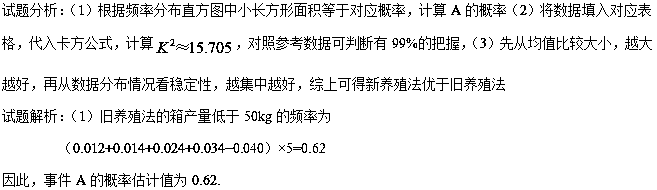 试题分析：（1）根据频率分布直方图中小长方形面积等于对应概率，计算 A 的概率（2）将数据填入对应表
格，代入卡方公式，计算 K²≈15.705，对照参考数据可判断有 99%的把握，（3）先从均值比较大小，越大
越好，再从数据分布情况看稳定性，越集中越好，综上可得新养殖法优于旧养殖法
试题解析：（1）旧养殖法的箱产量低于 50kg 的频率为
（0.012+0.014+0.024+0.034−0.040）×5=0.62
因此，事件 A 的概率估计值为 0.62.